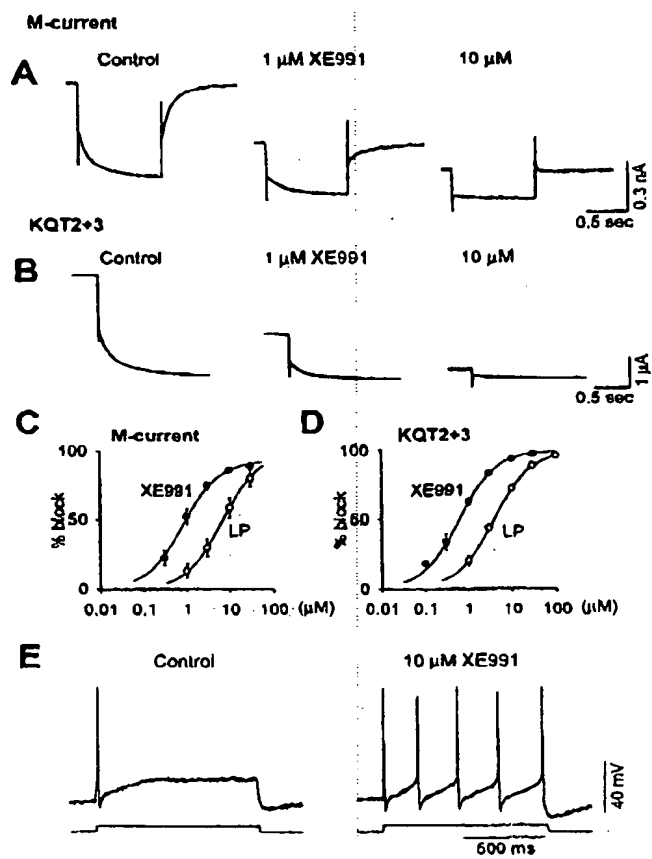 M-current
A
Control
1 µM XE991
10 µM
0.3 nA
0.5 sec
KQT2+3
B
Control
1 µM XE991
10 µM
1 µA
0.5 sec
C
M-current
D
KQT2+3
100
50
0
% block
XE991
LP
0.01 0.1 1 10 100 (µM)
100
50
0
% block
XE991
LP
0.01 0.1 1 10 100 (µM)
E
Control
10 µM XE991
40 mV
600 ms